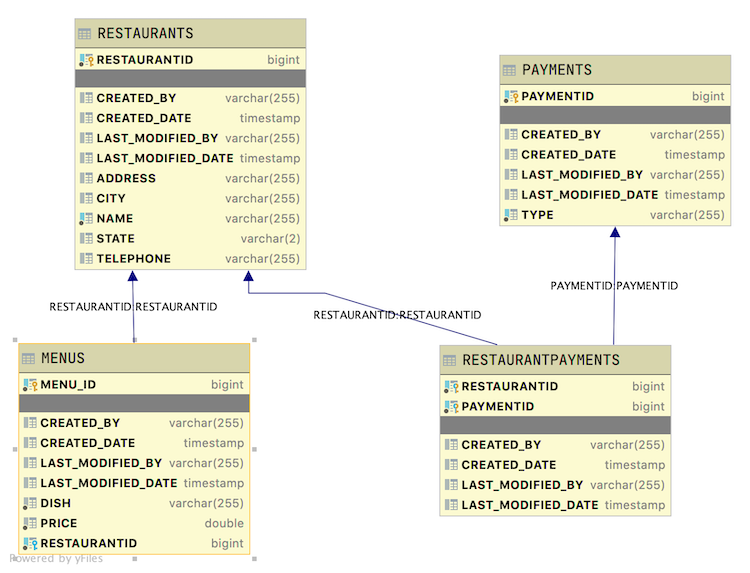 RESTAURANTS
RESTAURANTID bigint
CREATED_BY varchar(255)
CREATED_DATE timestamp
LAST_MODIFIED_BY varchar(255)
LAST_MODIFIED_DATE timestamp
ADDRESS varchar(255)
CITY varchar(255)
NAME varchar(255)
STATE varchar(2)
TELEPHONE varchar(255)
PAYMENTS
PAYMENTID bigint
CREATED_BY varchar(255)
CREATED_DATE timestamp
LAST_MODIFIED_BY varchar(255)
LAST_MODIFIED_DATE timestamp
TYPE varchar(255)
RESTAURANTID:RESTAURANTID
RESTAURANTID:RESTAURANTID
PAYMENTID:PAYMENTID
MENUS
MENU_ID bigint
CREATED_BY varchar(255)
CREATED_DATE timestamp
LAST_MODIFIED_BY varchar(255)
LAST_MODIFIED_DATE timestamp
DISH varchar(255)
PRICE double
RESTAURANTID bigint
RESTAURANTPAYMENTS
RESTAURANTID bigint
PAYMENTID bigint
CREATED_BY varchar(255)
CREATED_DATE timestamp
LAST_MODIFIED_BY varchar(255)
LAST_MODIFIED_DATE timestamp
Powered by yFiles